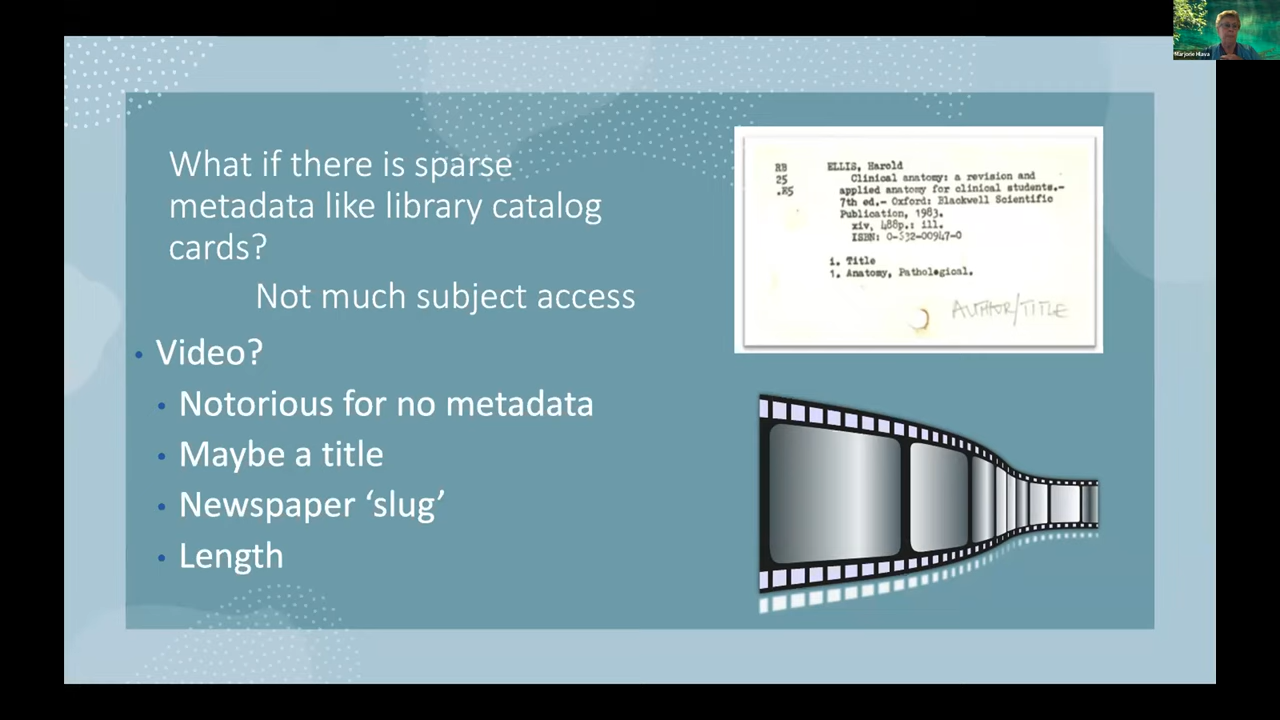 Marjorie Hlava
What if there is sparse
metadata like library catalog
cards?
Not much subject access
• Video?
• Notorious for no metadata
• Maybe a title
• Newspaper ‘slug’
• Length
RB
25
.E5
ELLIS, Harold
Clinical anatomy: a revision and
applied anatomy for clinical students.-
7th ed.- Oxford: Blackwell Scientific
Publication, 1983.
xiv, 488p.: ill.
ISBN: 0-632-00947-0
i. Title
1. Anatomy, Pathological.
AUTHOR/TITLE